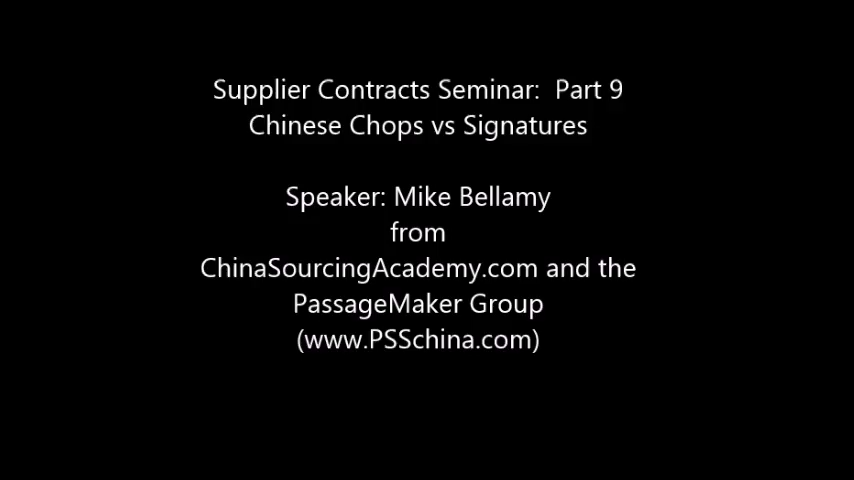 Supplier Contracts Seminar:  Part 9
Chinese Chops vs Signatures
Speaker: Mike Bellamy
from
ChinaSourcingAcademy.com and the
PassageMaker Group
(www.PSSchina.com)